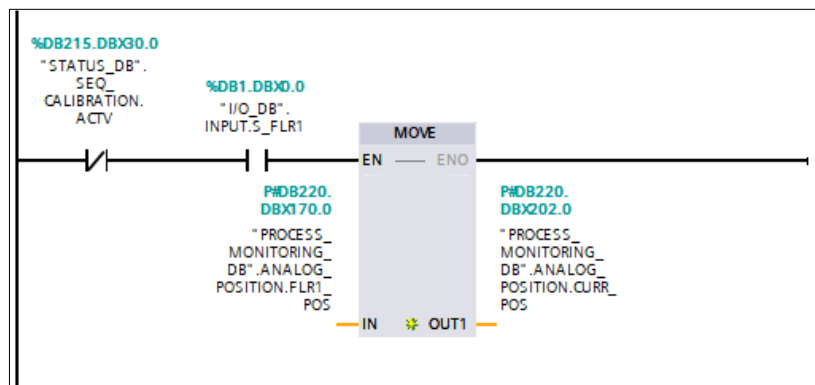 %DB215.DBX30.0
"STATUS_DB".
SEQ_
CALIBRATION.
ACTV
%DB1.DBX0.0
"I/O_DB".
INPUT.S_FLR1
MOVE
EN
ENO
P#DB220.
DBX170.0
"PROCESS_
MONITORING_
DB".ANALOG_
POSITION.FLR1_
POS
IN
P#DB220.
DBX202.0
"PROCESS_
MONITORING_
DB".ANALOG_
POSITION.CURR_
POS
OUT1